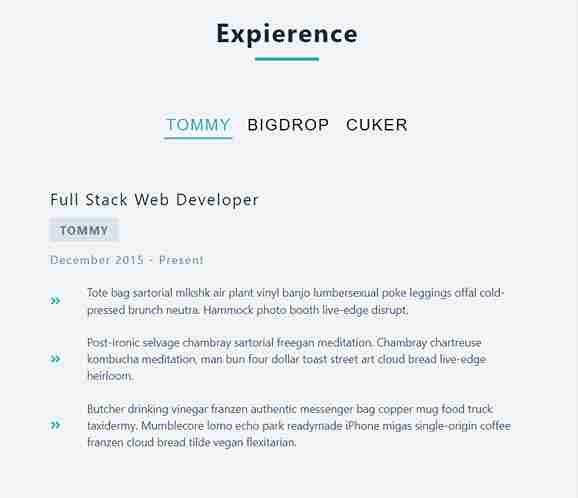 Expierence
TOMMY BIGDROP CUKER
Full Stack Web Developer
TOMMY
December 2015 - Present
Tote bag sartorial mlkshk air plant vinyl banjo lumbersexual poke leggings offal cold-
pressed brunch neutra. Hammock photo booth live-edge disrupt.
Post-ironic selvage chambray sartorial freegan meditation. Chambray chartreuse
kombucha meditation, man bun four dollar toast street art cloud bread live-edge
heirloom.
Butcher drinking vinegar franzen authentic messenger bag copper mug food truck
taxidermy. Mumblecore lomo echo park readymade iPhone migas single-origin coffee
franzen cloud bread tilde vegan flexitarian.